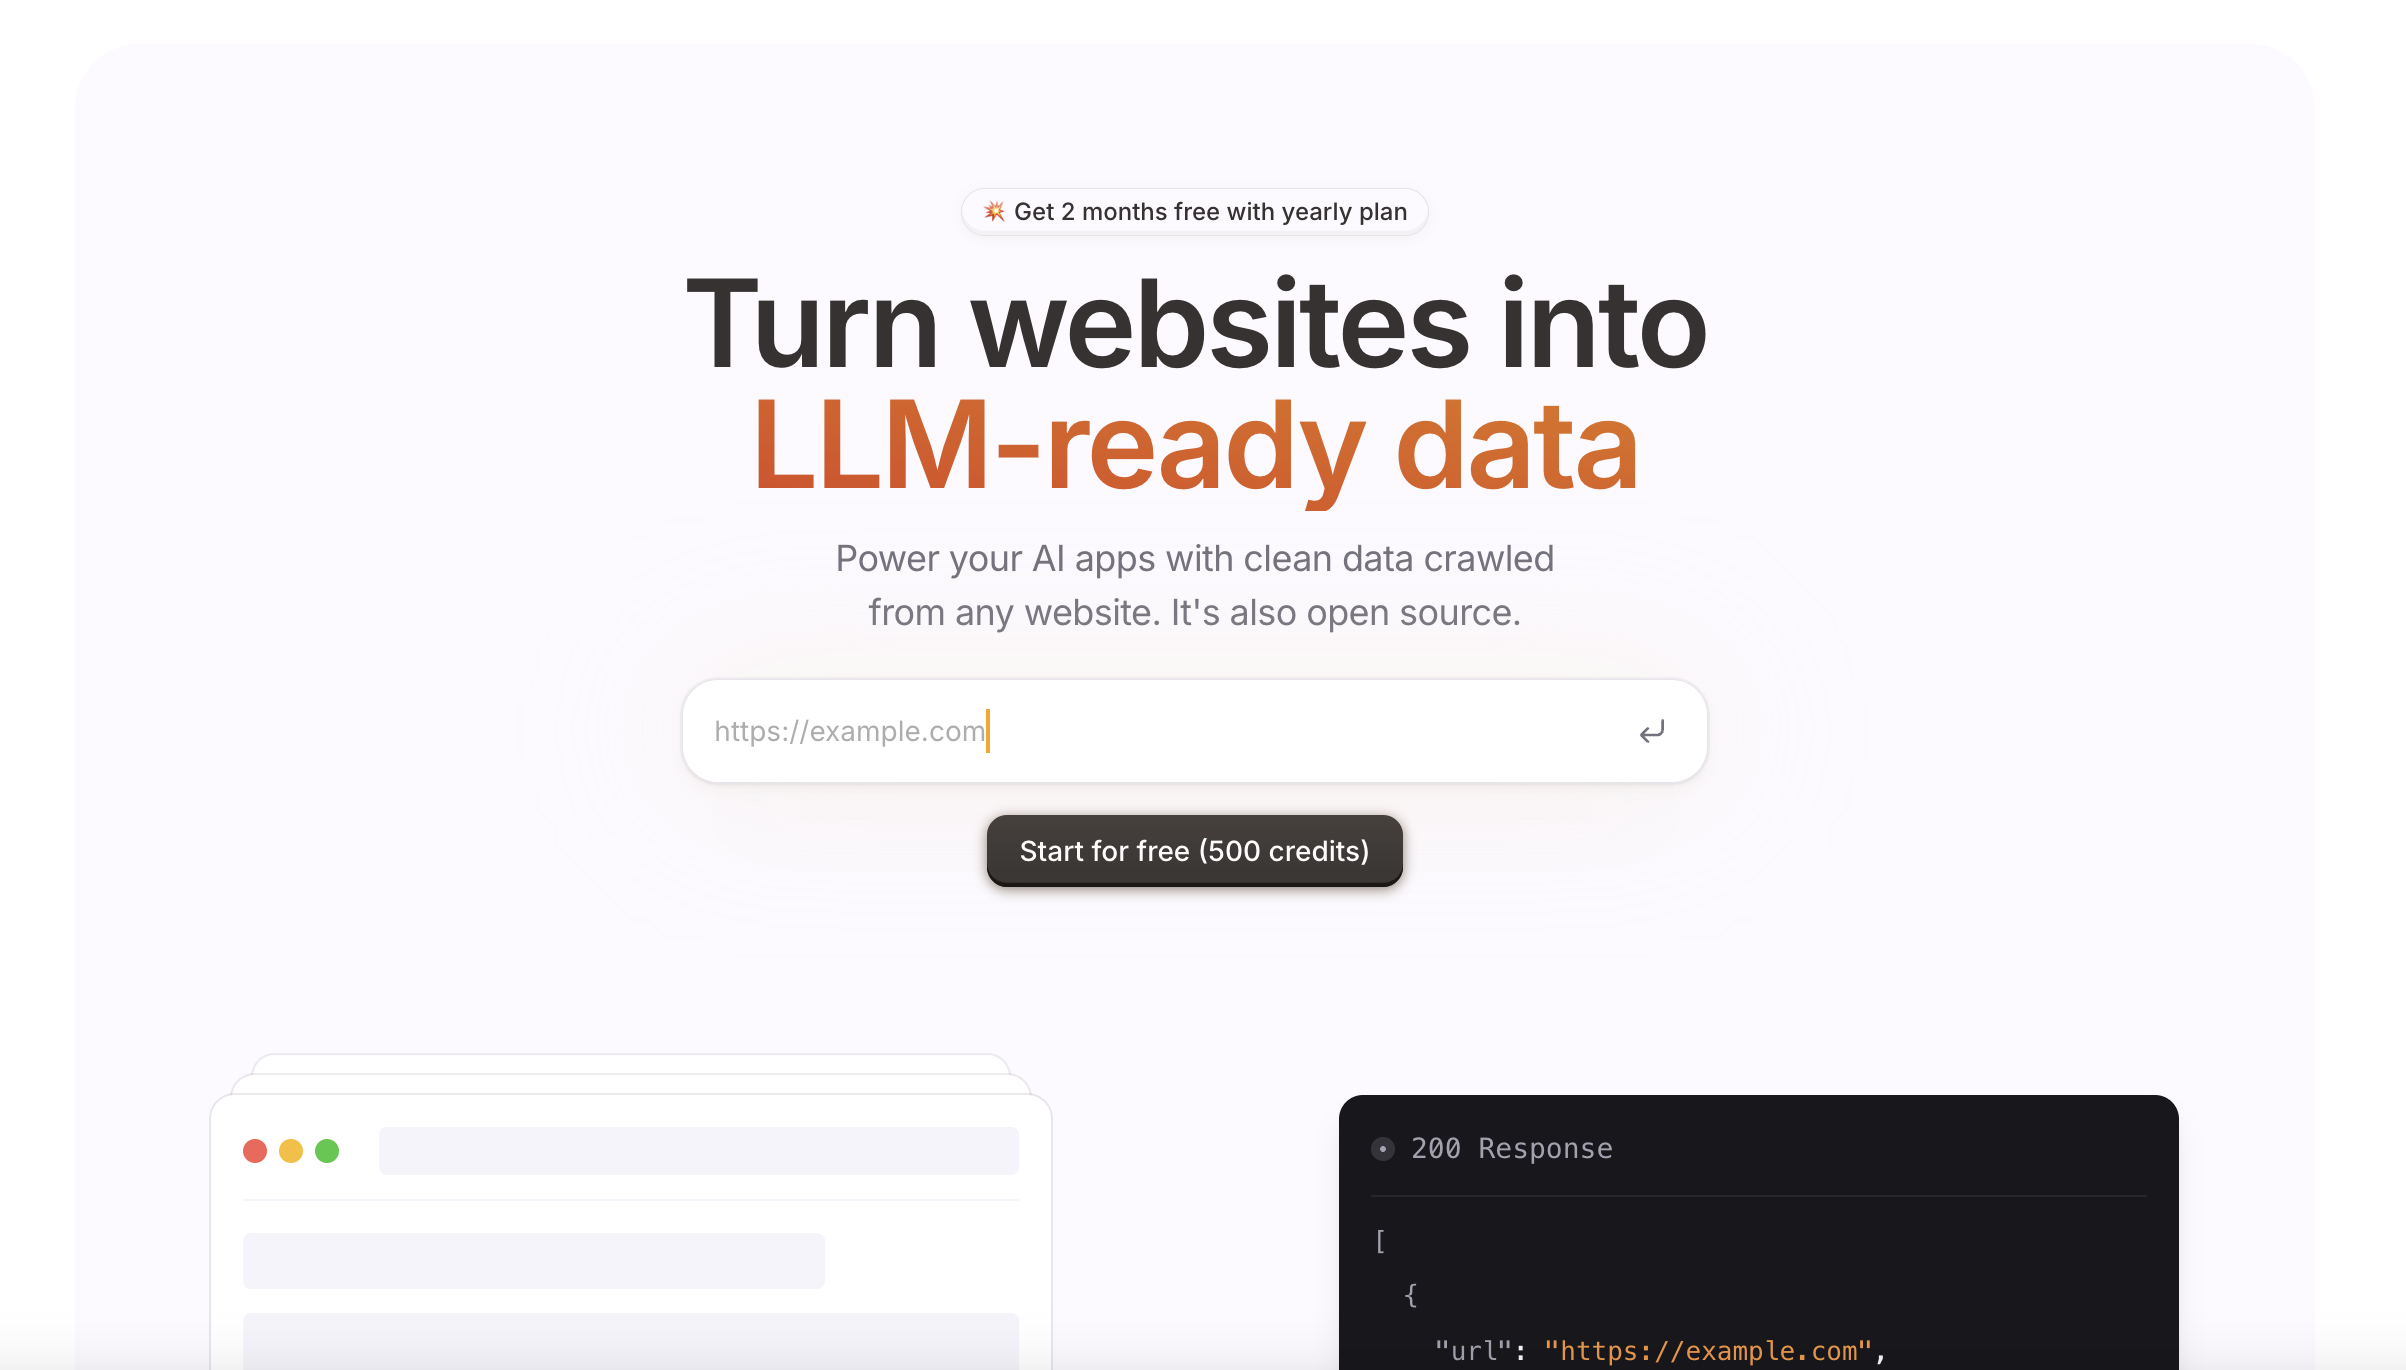 💥 Get 2 months free with yearly plan
Turn websites into
LLM-ready data
Power your AI apps with clean data crawled
from any website. It's also open source.
https://example.com
Start for free (500 credits)
200 Response
[
{
"url": "https://example.com",